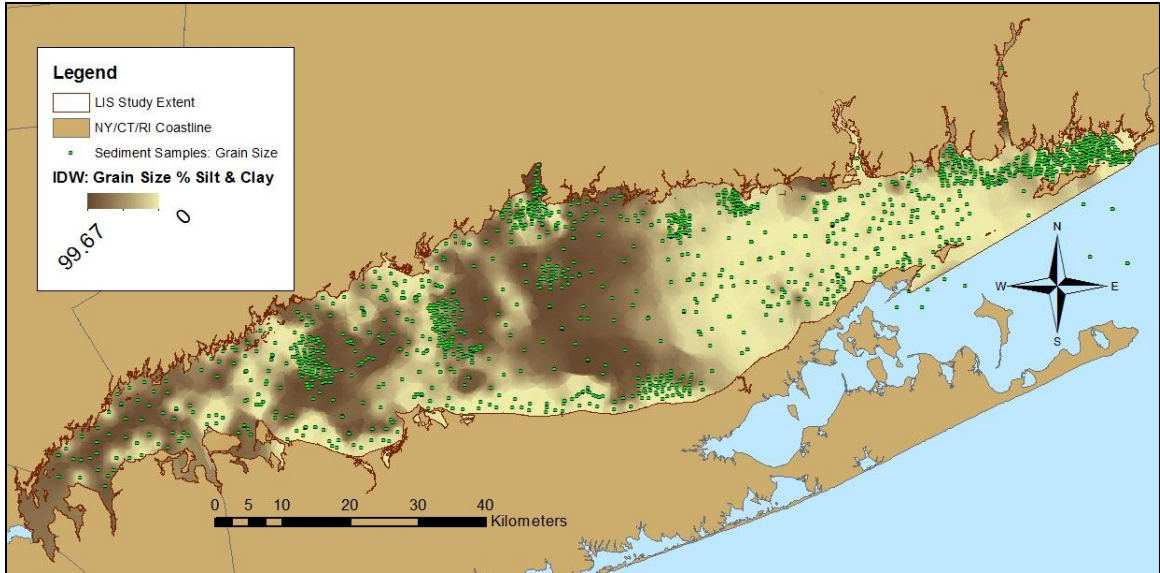 Legend
LIS Study Extent
NY/CT/RI Coastline
Sediment Samples: Grain Size
IDW: Grain Size % Silt & Clay
99.67 0
N
W E
S
0 5 10 20 30 40
Kilometers